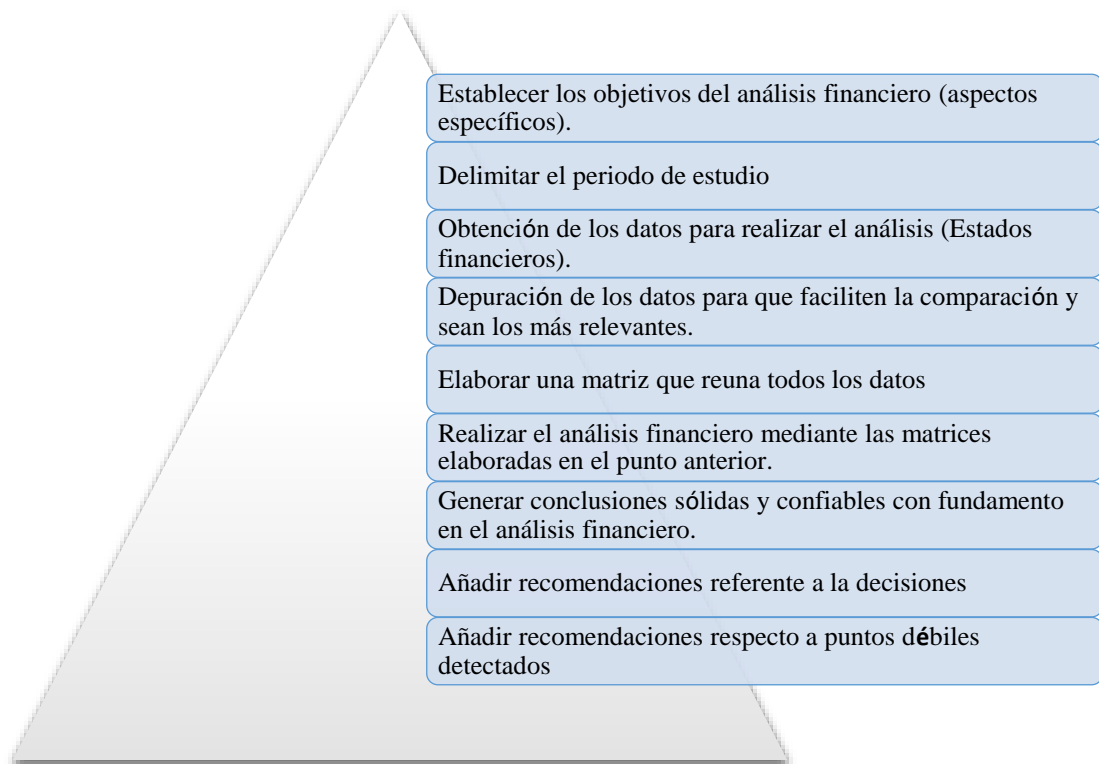 Establecer los objetivos del análisis financiero (aspectos
específicos).
Delimitar el periodo de estudio
Obtención de los datos para realizar el análisis (Estados
financieros).
Depuración de los datos para que faciliten la comparación y
sean los más relevantes.
Elaborar una matriz que reuna todos los datos
Realizar el análisis financiero mediante las matrices
elaboradas en el punto anterior.
Generar conclusiones sólidas y confiables con fundamento
en el análisis financiero.
Añadir recomendaciones referente a la decisiones
Añadir recomendaciones respecto a puntos débiles
detectados